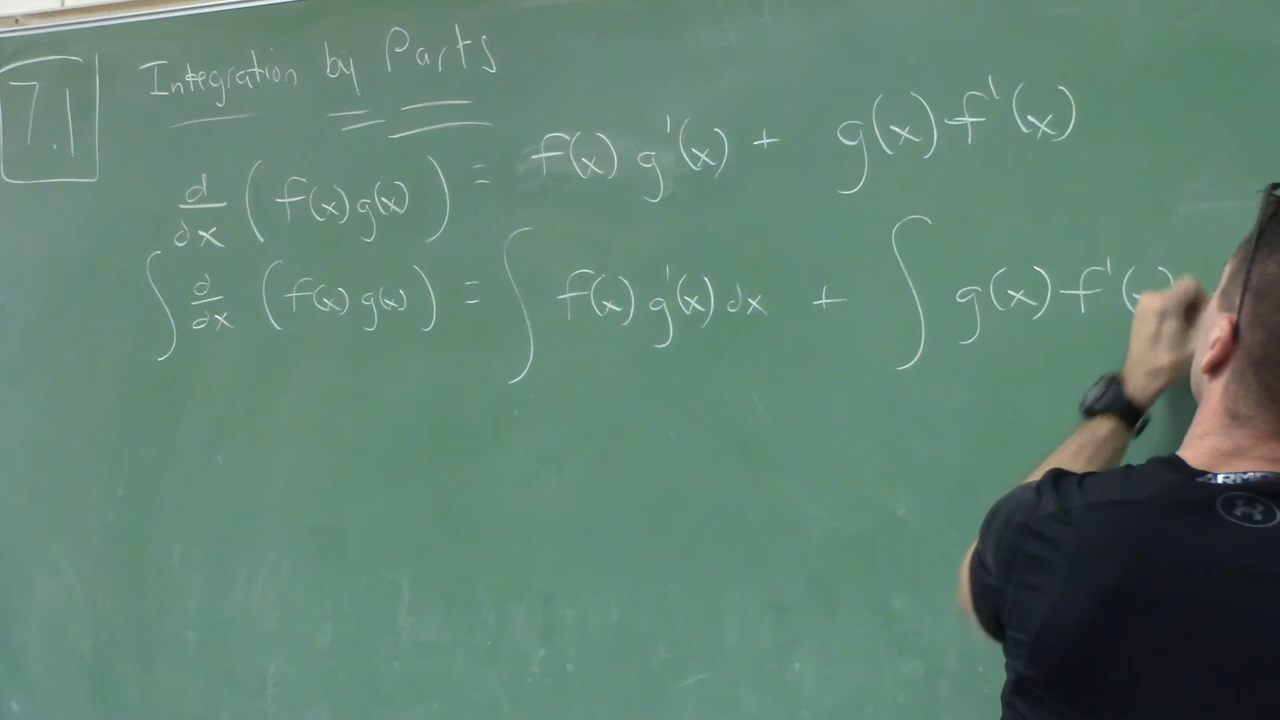 7.1 Integration by Parts
d/dx ( f(x) g(x) ) = f(x) g'(x) + g(x) f'(x)
∫ d/dx ( f(x) g(x) ) = ∫ f(x) g'(x) dx + ∫ g(x) f'(x)